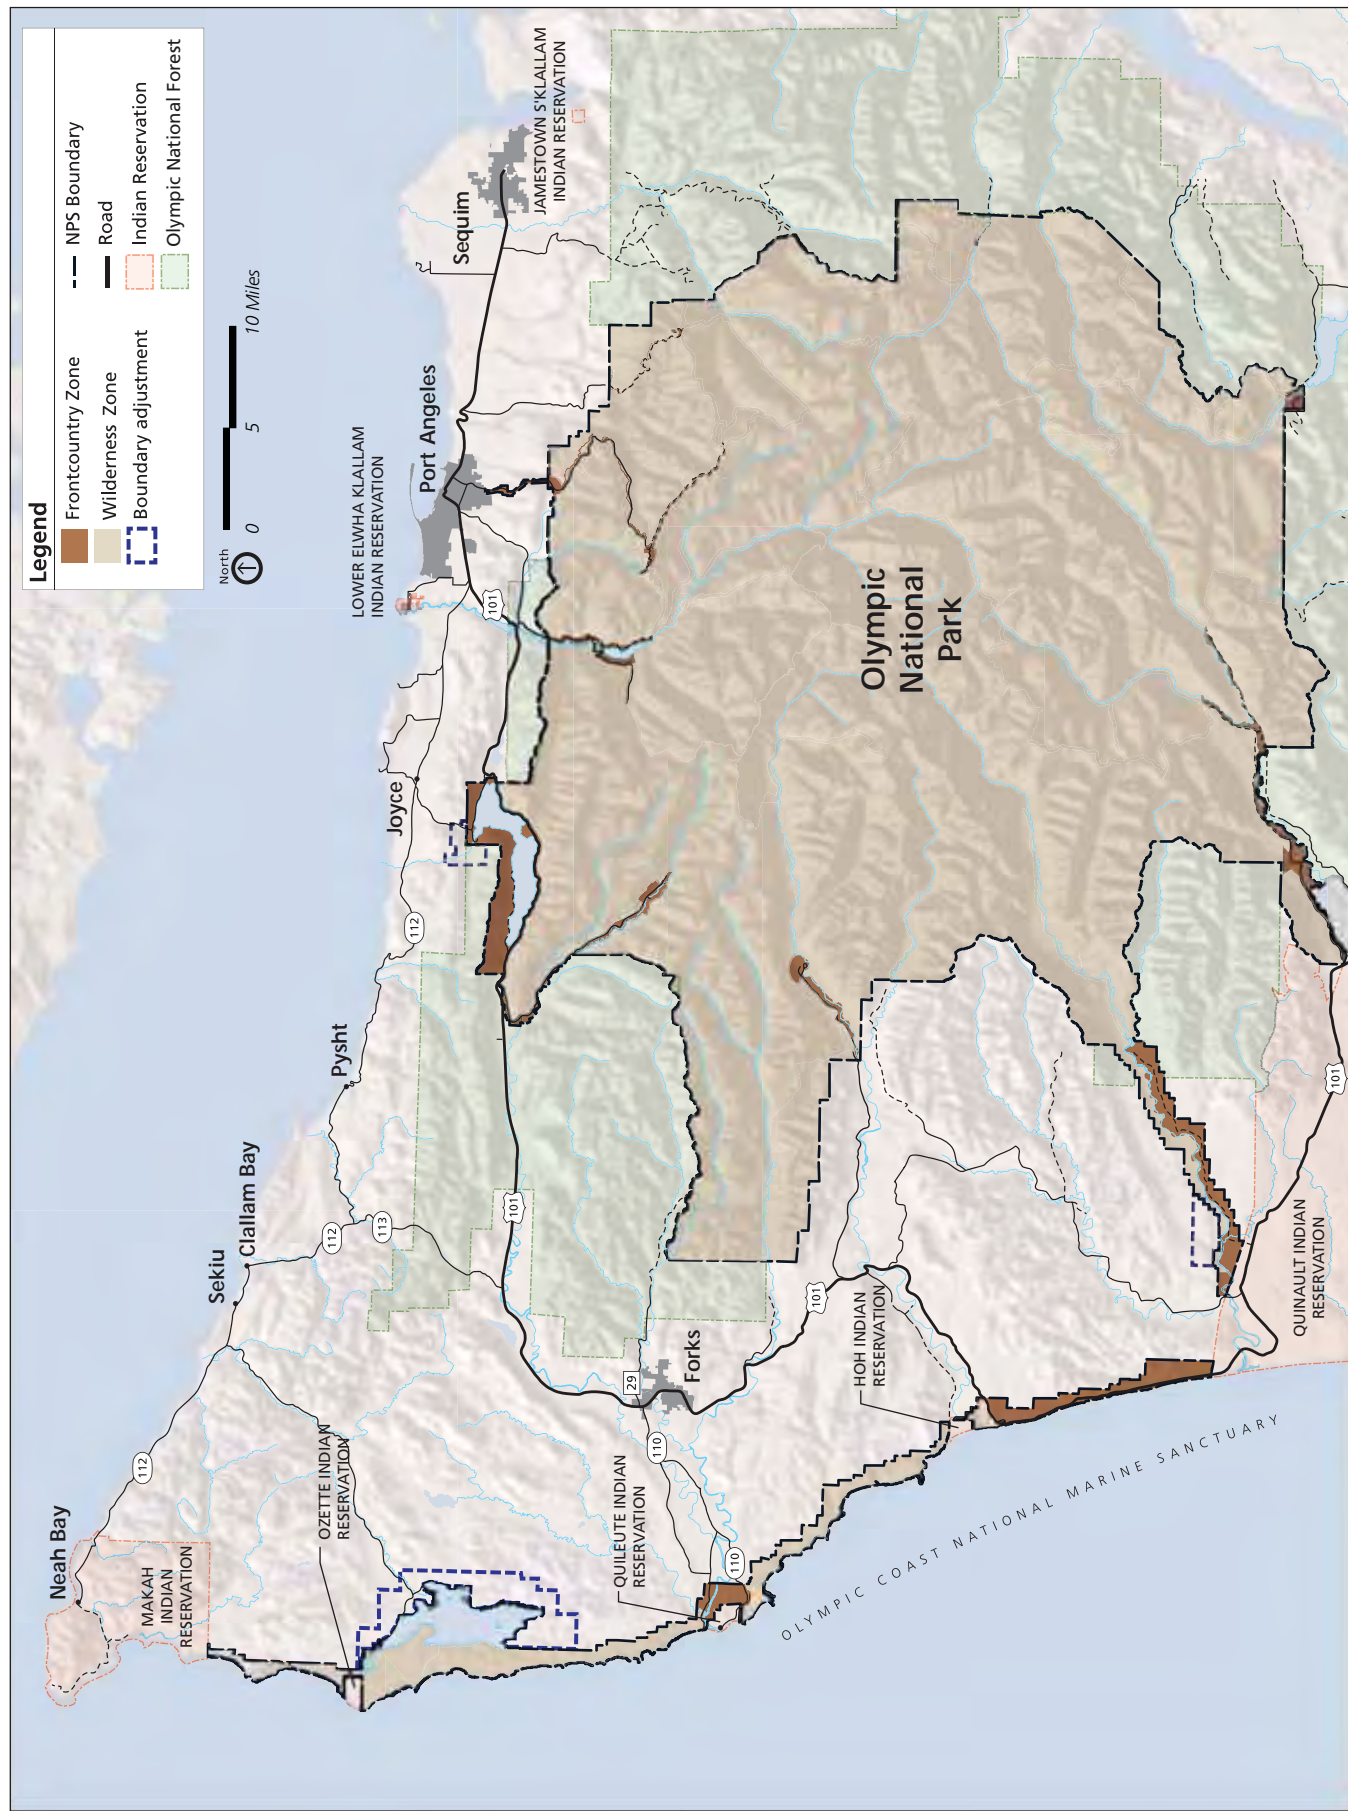 Legend
Frontcountry Zone
Wilderness Zone
Boundary adjustment
NPS Boundary
Road
Indian Reservation
Olympic National Forest
North
0
5
10 Miles
Neah Bay
MAKAH
INDIAN
RESERVATION
112
Sekiu
Clallam Bay
112
113
Pysht
112
Joyce
LOWER ELWHA KLALLAM
INDIAN RESERVATION
Port Angeles
Sequim
JAMESTOWN S'KLALLAM
INDIAN RESERVATION
101
101
OZETTE INDIAN
RESERVATION
QUILEUTE INDIAN
RESERVATION
110
110
29
Forks
101
HOH INDIAN
RESERVATION
Olympic
National
Park
OLYMPIC COAST NATIONAL MARINE SANCTUARY
QUINAULT INDIAN
RESERVATION
101